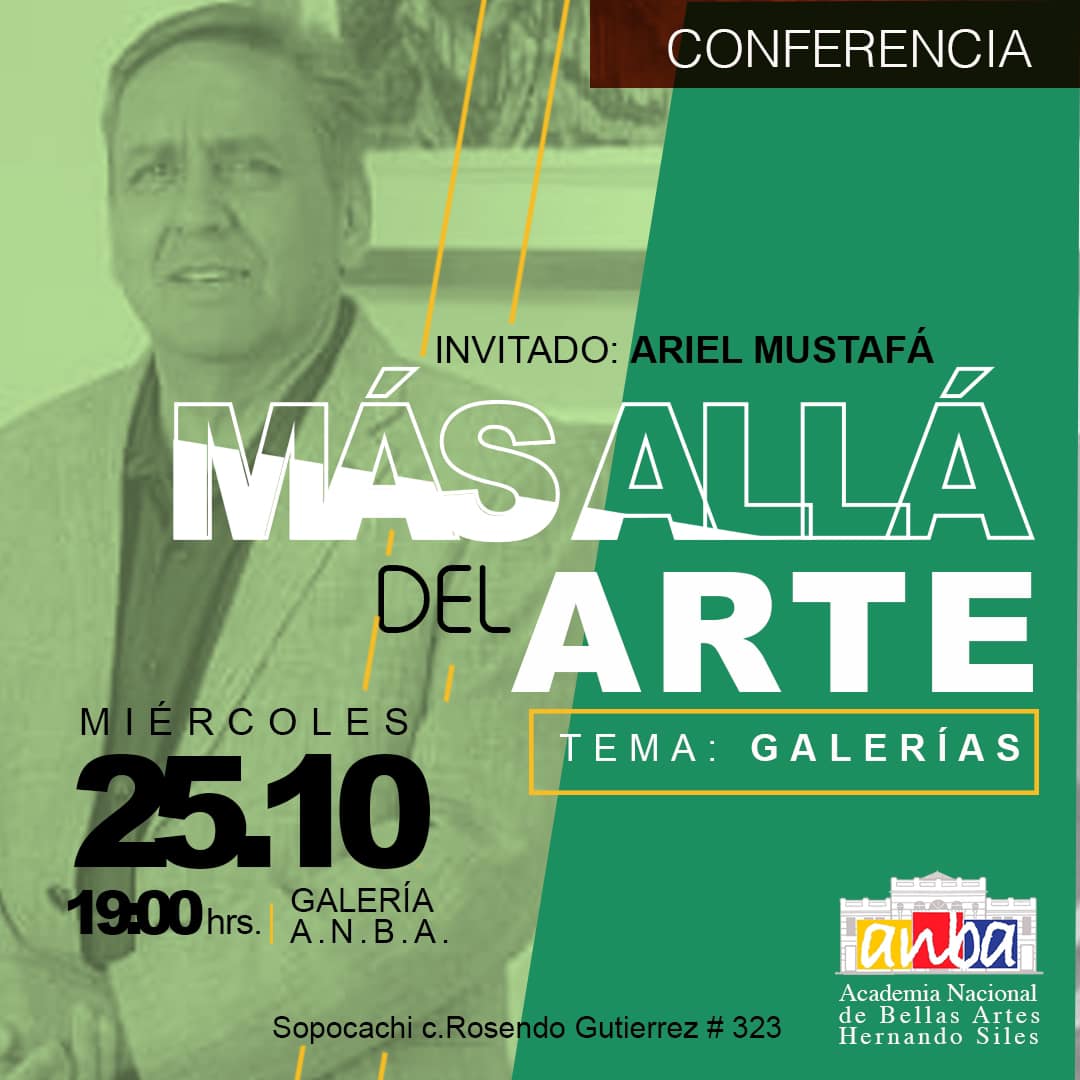 CONFERENCIA
INVITADO: ARIEL MUSTAFÁ
MÁS ALLÁ
DEL ARTE
TEMA: GALERÍAS
MIÉRCOLES
25.10
19:00 hrs. | GALERÍA
A.N.B.A.
anba
Academia Nacional
de Bellas Artes
Hernando Siles
Sopocachi c.Rosendo Gutierrez # 323